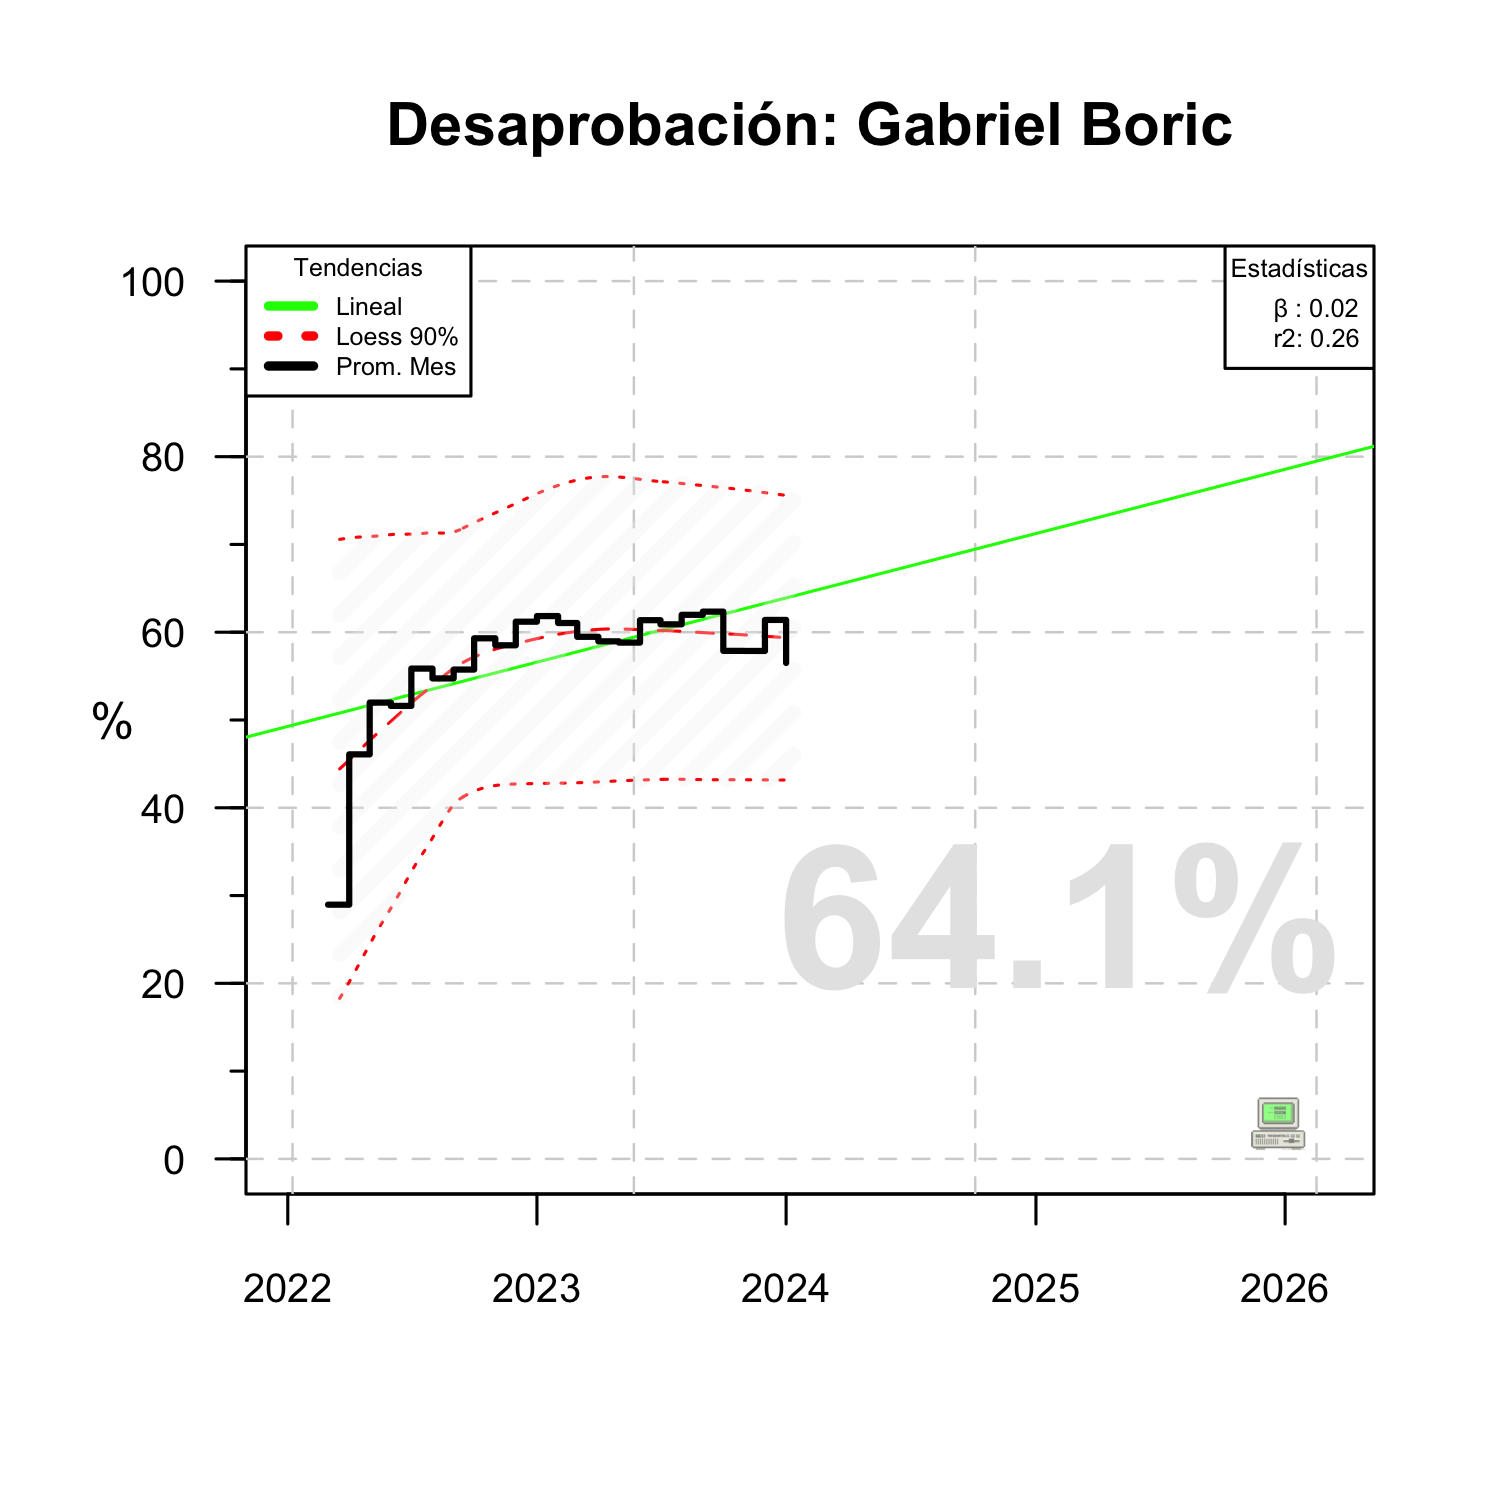 Desaprobación: Gabriel Boric
Tendencias
Lineal
Loess 90%
Prom. Mes
Estadísticas
β : 0.02
r2: 0.26
100
80
60
40
20
0
%
64.1%
2022 2023 2024 2025 2026